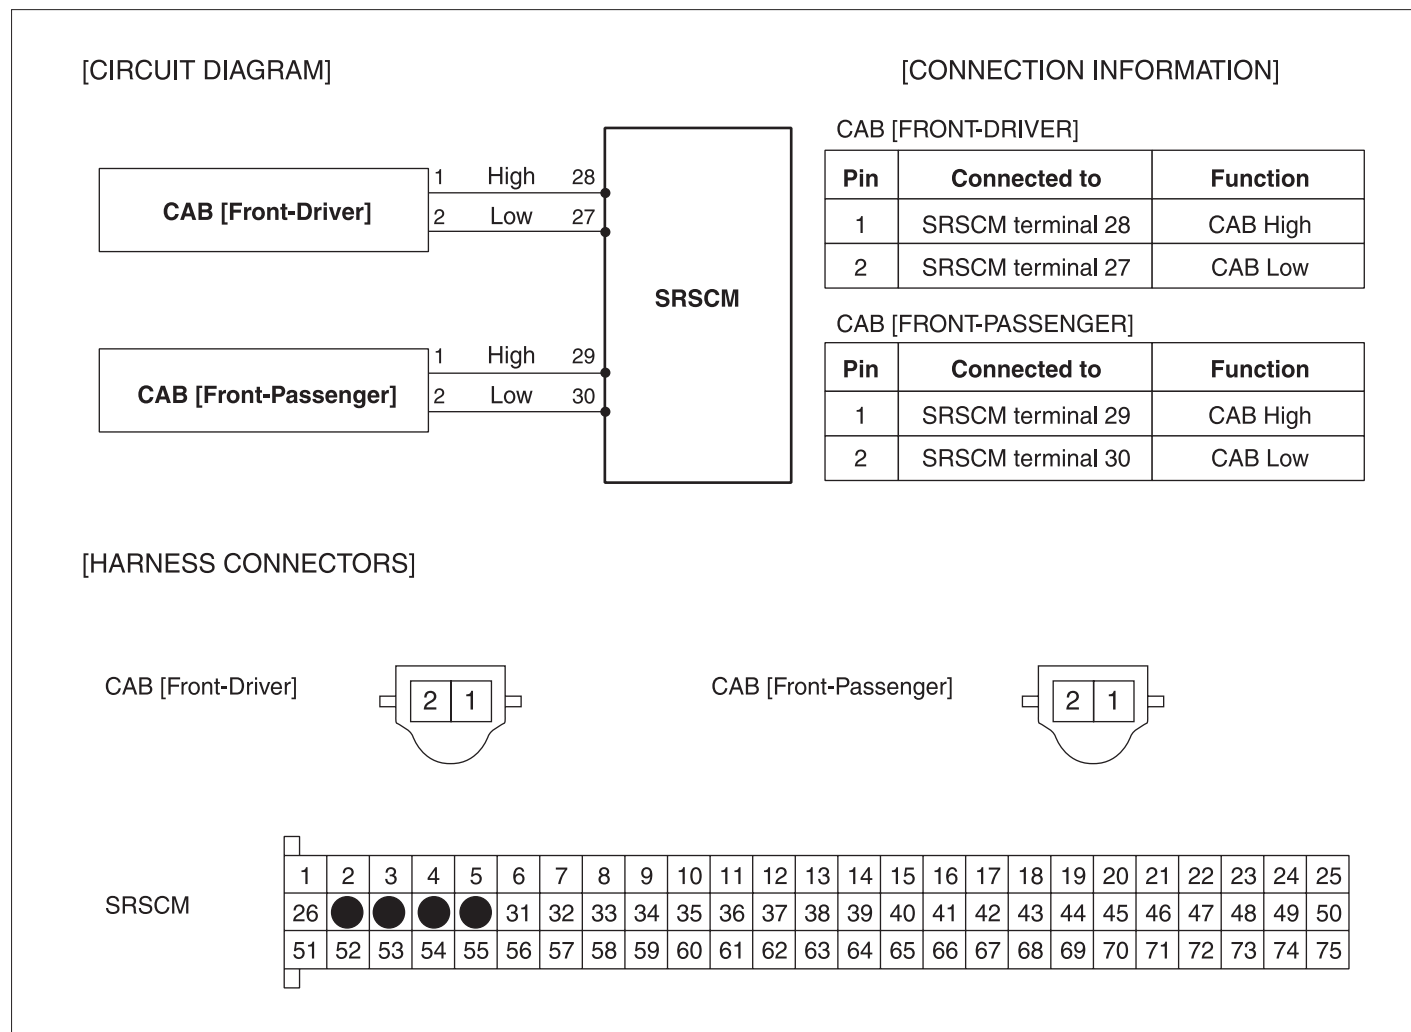 [CIRCUIT DIAGRAM]
CAB [Front-Driver]
1 High 28
2 Low 27
SRSCM
CAB [Front-Passenger]
1 High 29
2 Low 30
[CONNECTION INFORMATION]
CAB [FRONT-DRIVER]
Pin Connected to Function
1 SRSCM terminal 28 CAB High
2 SRSCM terminal 27 CAB Low
CAB [FRONT-PASSENGER]
Pin Connected to Function
1 SRSCM terminal 29 CAB High
2 SRSCM terminal 30 CAB Low
[HARNESS CONNECTORS]
CAB [Front-Driver]
2 1
CAB [Front-Passenger]
2 1
SRSCM
1 2 3 4 5 6 7 8 9 10 11 12 13 14 15 16 17 18 19 20 21 22 23 24 25
26 31 32 33 34 35 36 37 38 39 40 41 42 43 44 45 46 47 48 49 50
51 52 53 54 55 56 57 58 59 60 61 62 63 64 65 66 67 68 69 70 71 72 73 74 75